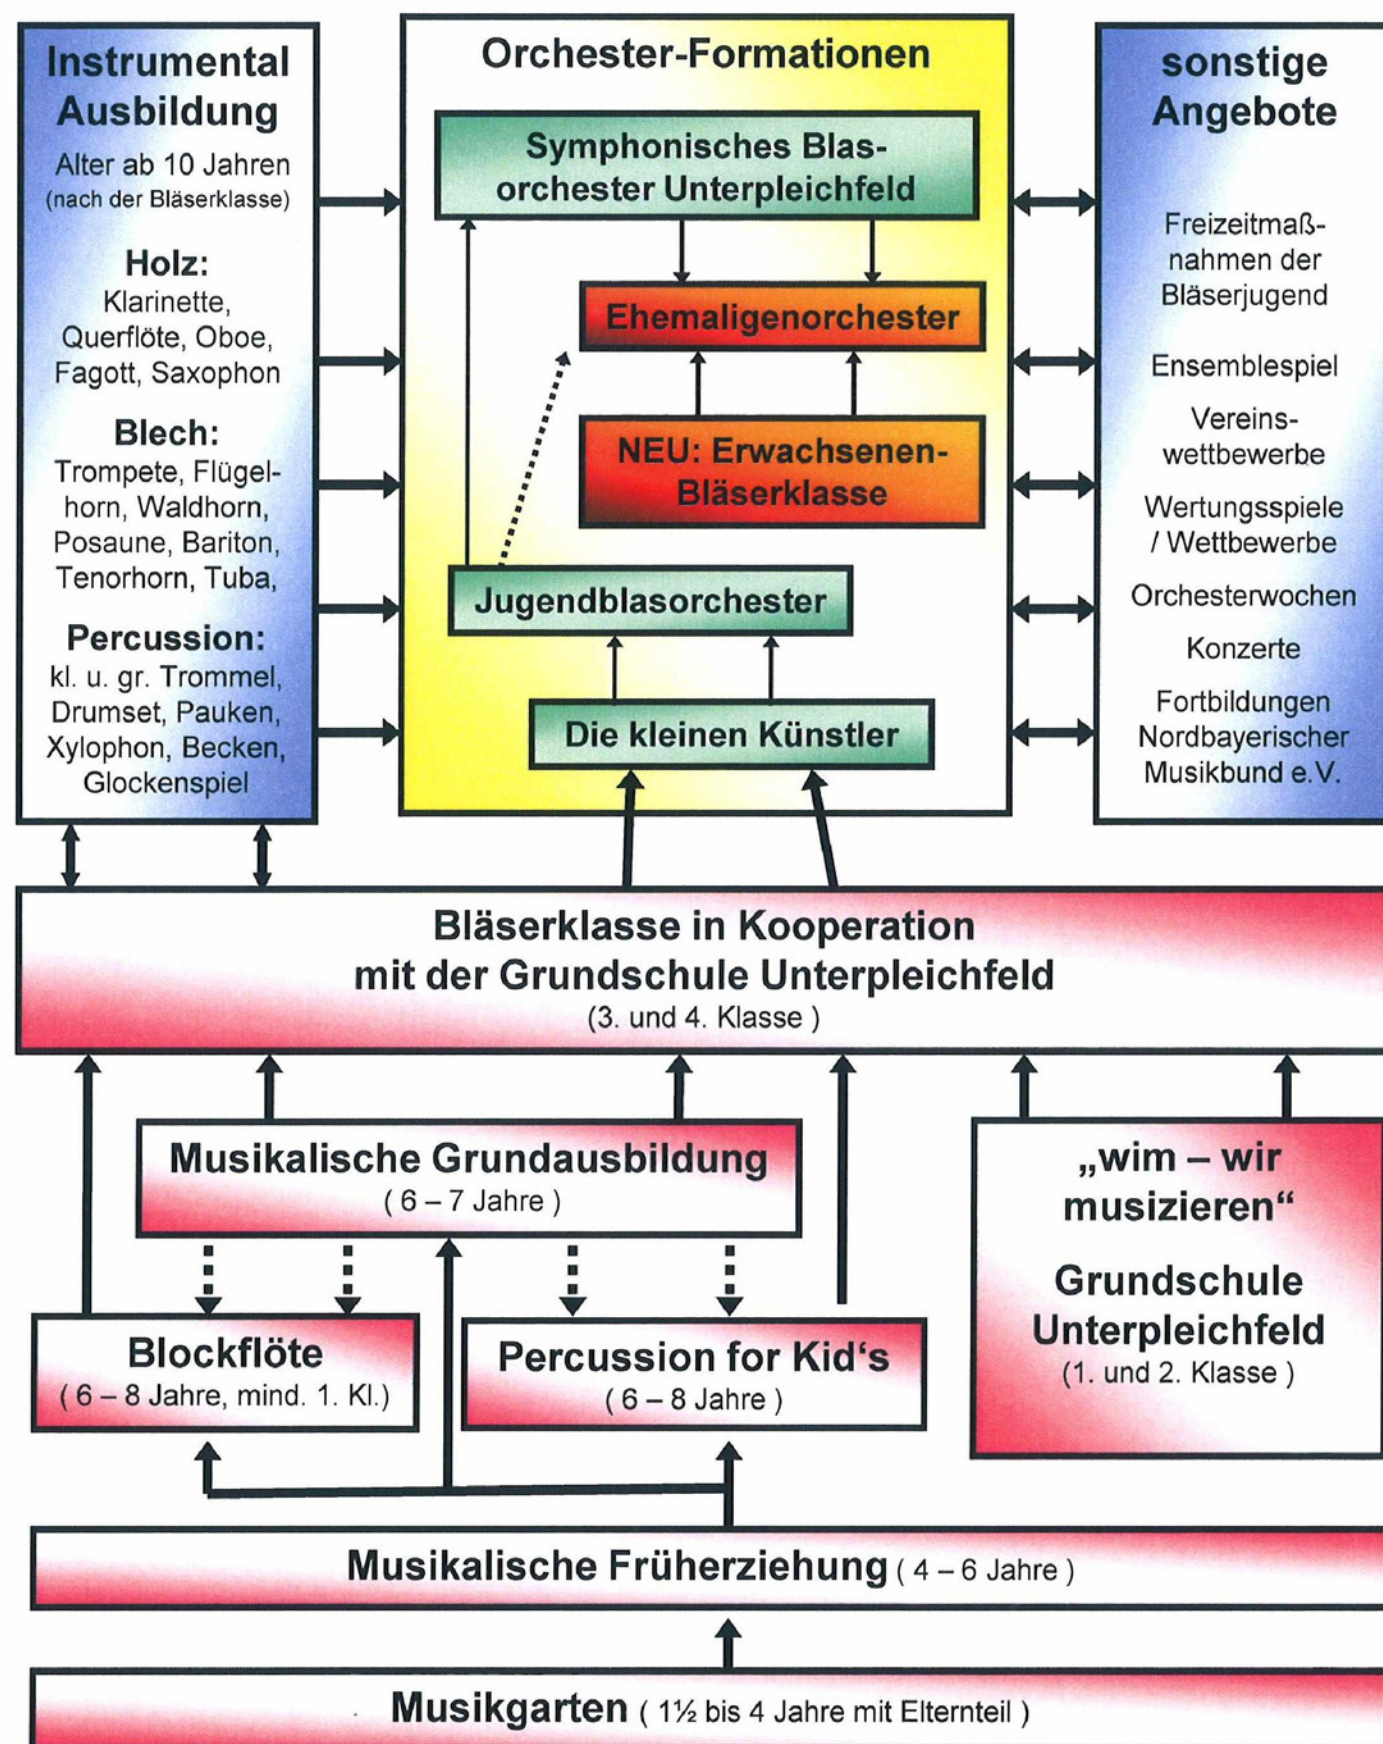 Instrumental
Ausbildung
Alter ab 10 Jahren
(nach der Bläserklasse)
Holz:
Klarinette,
Querflöte, Oboe,
Fagott, Saxophon
Blech:
Trompete, Flügel-
horn, Waldhorn,
Posaune, Bariton,
Tenorhorn, Tuba,
Percussion:
kl. u. gr. Trommel,
Drumset, Pauken,
Xylophon, Becken,
Glockenspiel
Orchester-Formationen
Symphonisches Blas-
orchester Unterpleichfeld
Ehemaligenorchester
NEU: Erwachsenen-
Bläserklasse
Jugendblasorchester
Die kleinen Künstler
sonstige
Angebote
Freizeitmaß-
nahmen der
Bläserjugend
Ensemblespiel
Vereins-
wettbewerbe
Wertungsspiele
/ Wettbewerbe
Orchesterwochen
Konzerte
Fortbildungen
Nordbayerischer
Musikbund e.V.
Bläserklasse in Kooperation
mit der Grundschule Unterpleichfeld
(3. und 4. Klasse )
Musikalische Grundausbildung
( 6 – 7 Jahre )
„wim – wir
musizieren“
Grundschule
Unterpleichfeld
(1. und 2. Klasse )
Blockflöte
( 6 – 8 Jahre, mind. 1. Kl.)
Percussion for Kid‘s
( 6 – 8 Jahre )
Musikalische Früherziehung ( 4 – 6 Jahre )
Musikgarten ( 1½ bis 4 Jahre mit Elternteil )